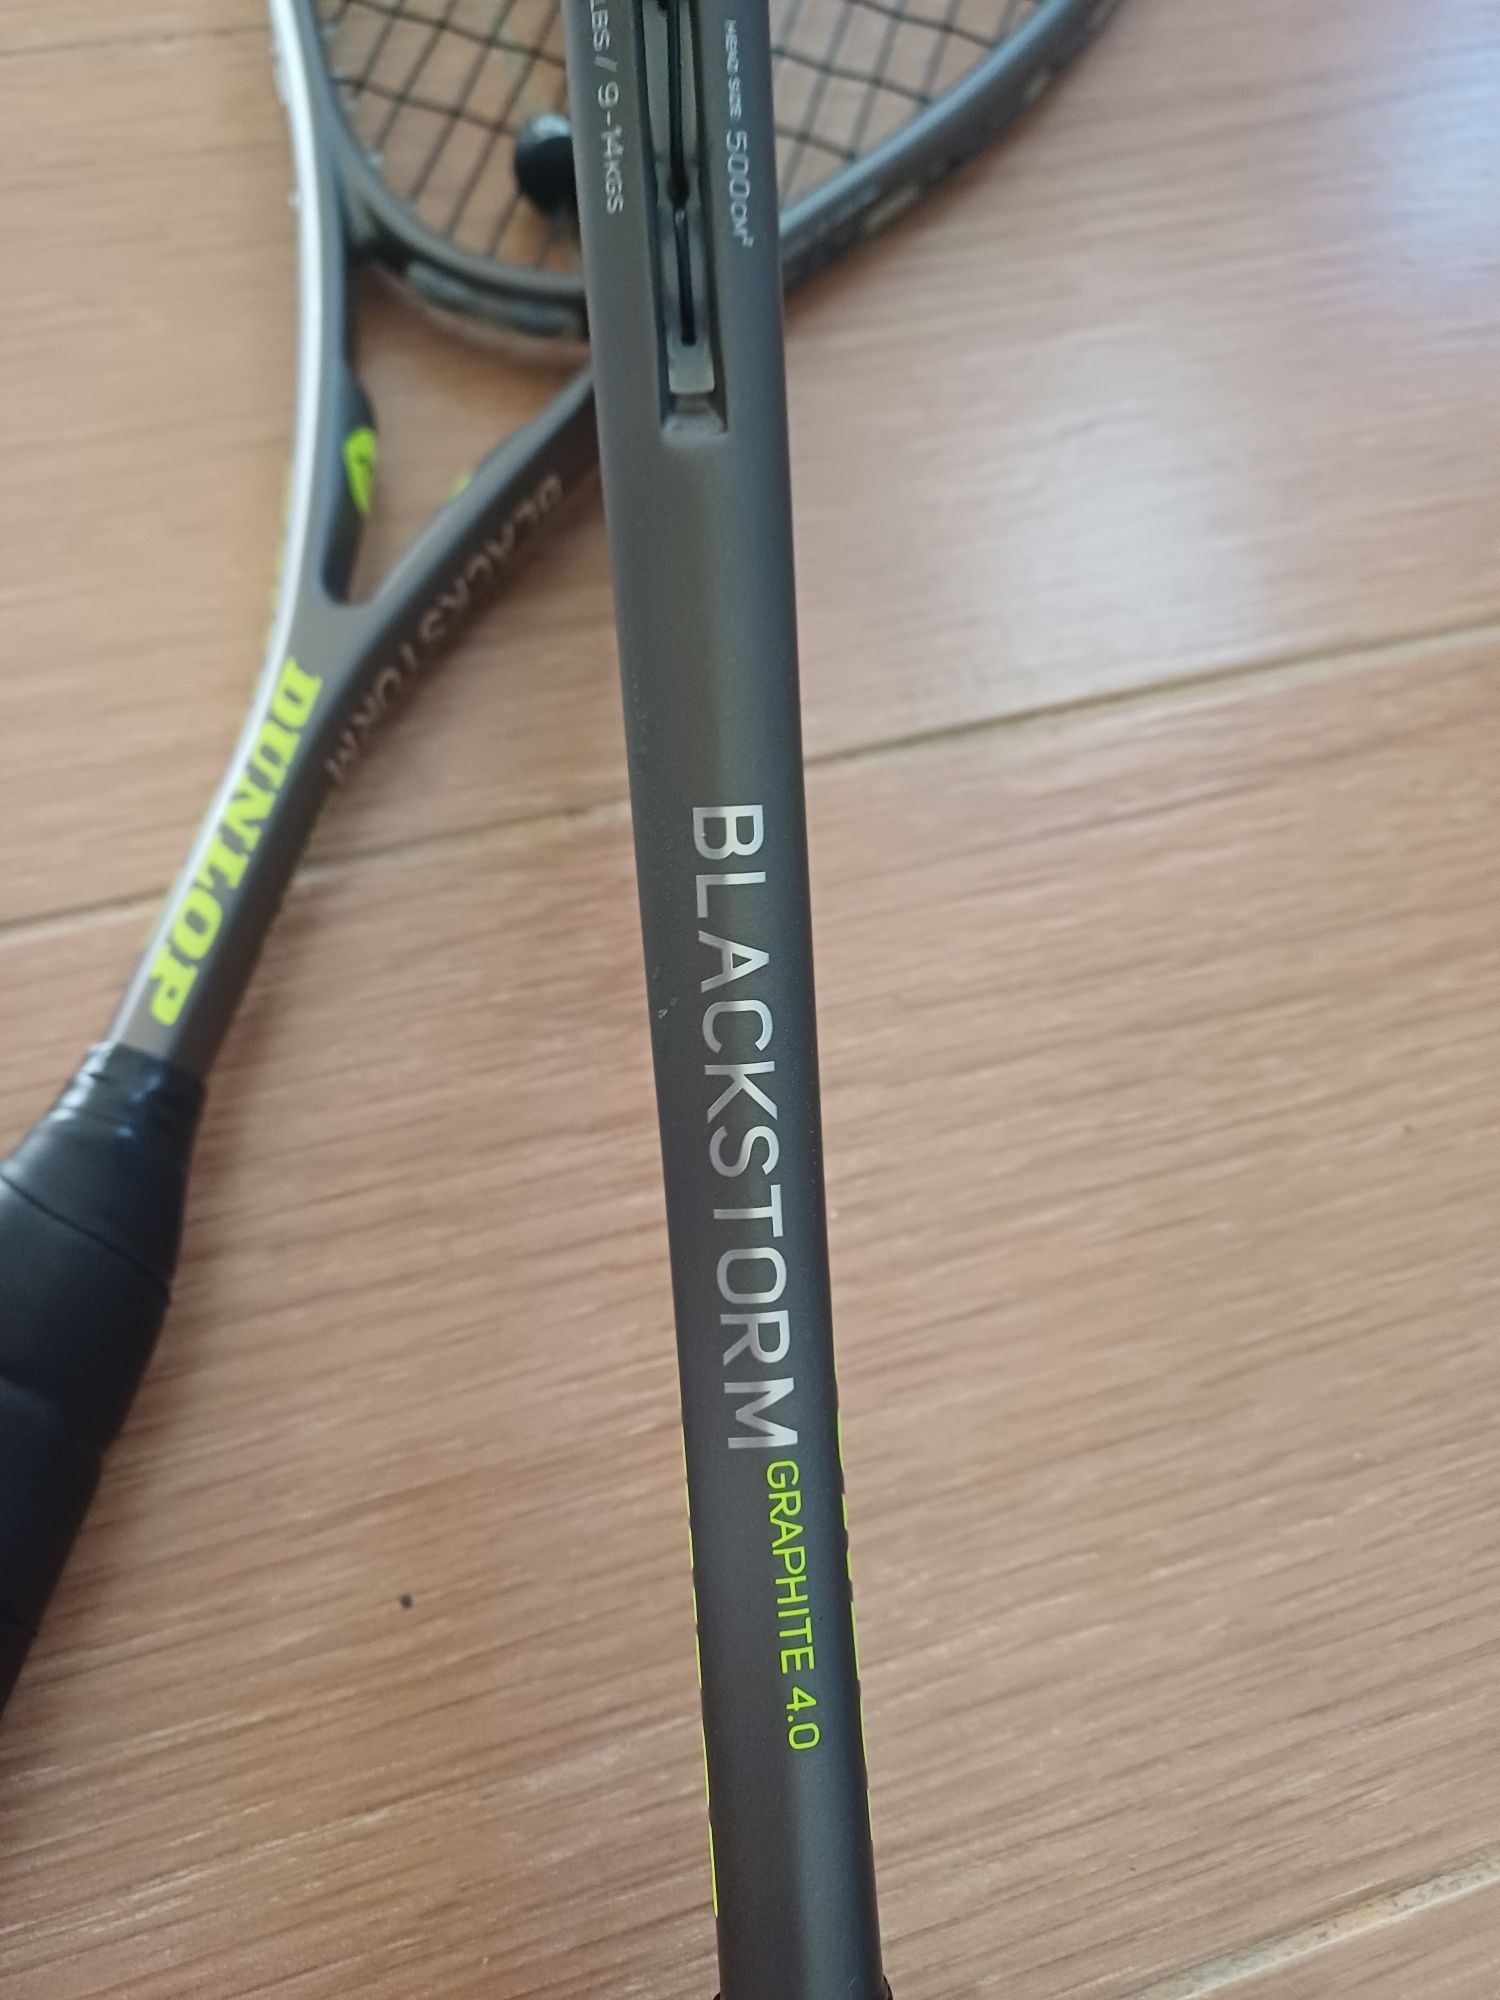 LBS / 9-14KGS
HEAD SIZE: 500CM²
BLACKSTORM
DUNLOP
BLACKSTORM
GRAPHITE 4.0